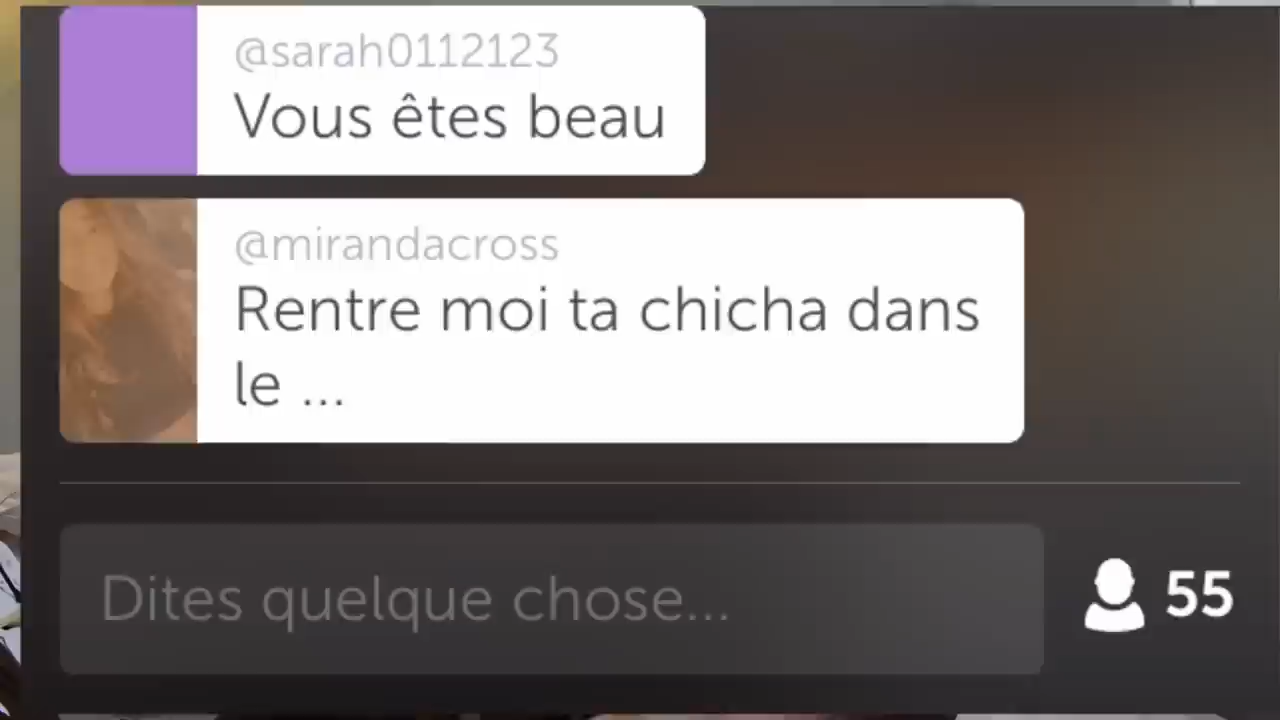 @sarah0112123
Vous êtes beau
@mirandacross
Rentre moi ta chicha dans
le ...
Dites quelque chose...
55